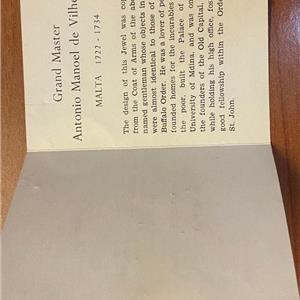 Grand Master
Antonio Manoel de Vilhe
MALTA 1722 - 1734
The design of this Jewel was cop
from the Coat of Arms of the abo
named gentleman whose objects in
were almost identical to those of
Buffalo Order. He was a lover of pe
founded homes for the incurables
the poor, built the Palace of
University of Mdina, and was on
the founders of the Old Capital,
while holding his high office, fos
good fellowship within the Orde
St. John.